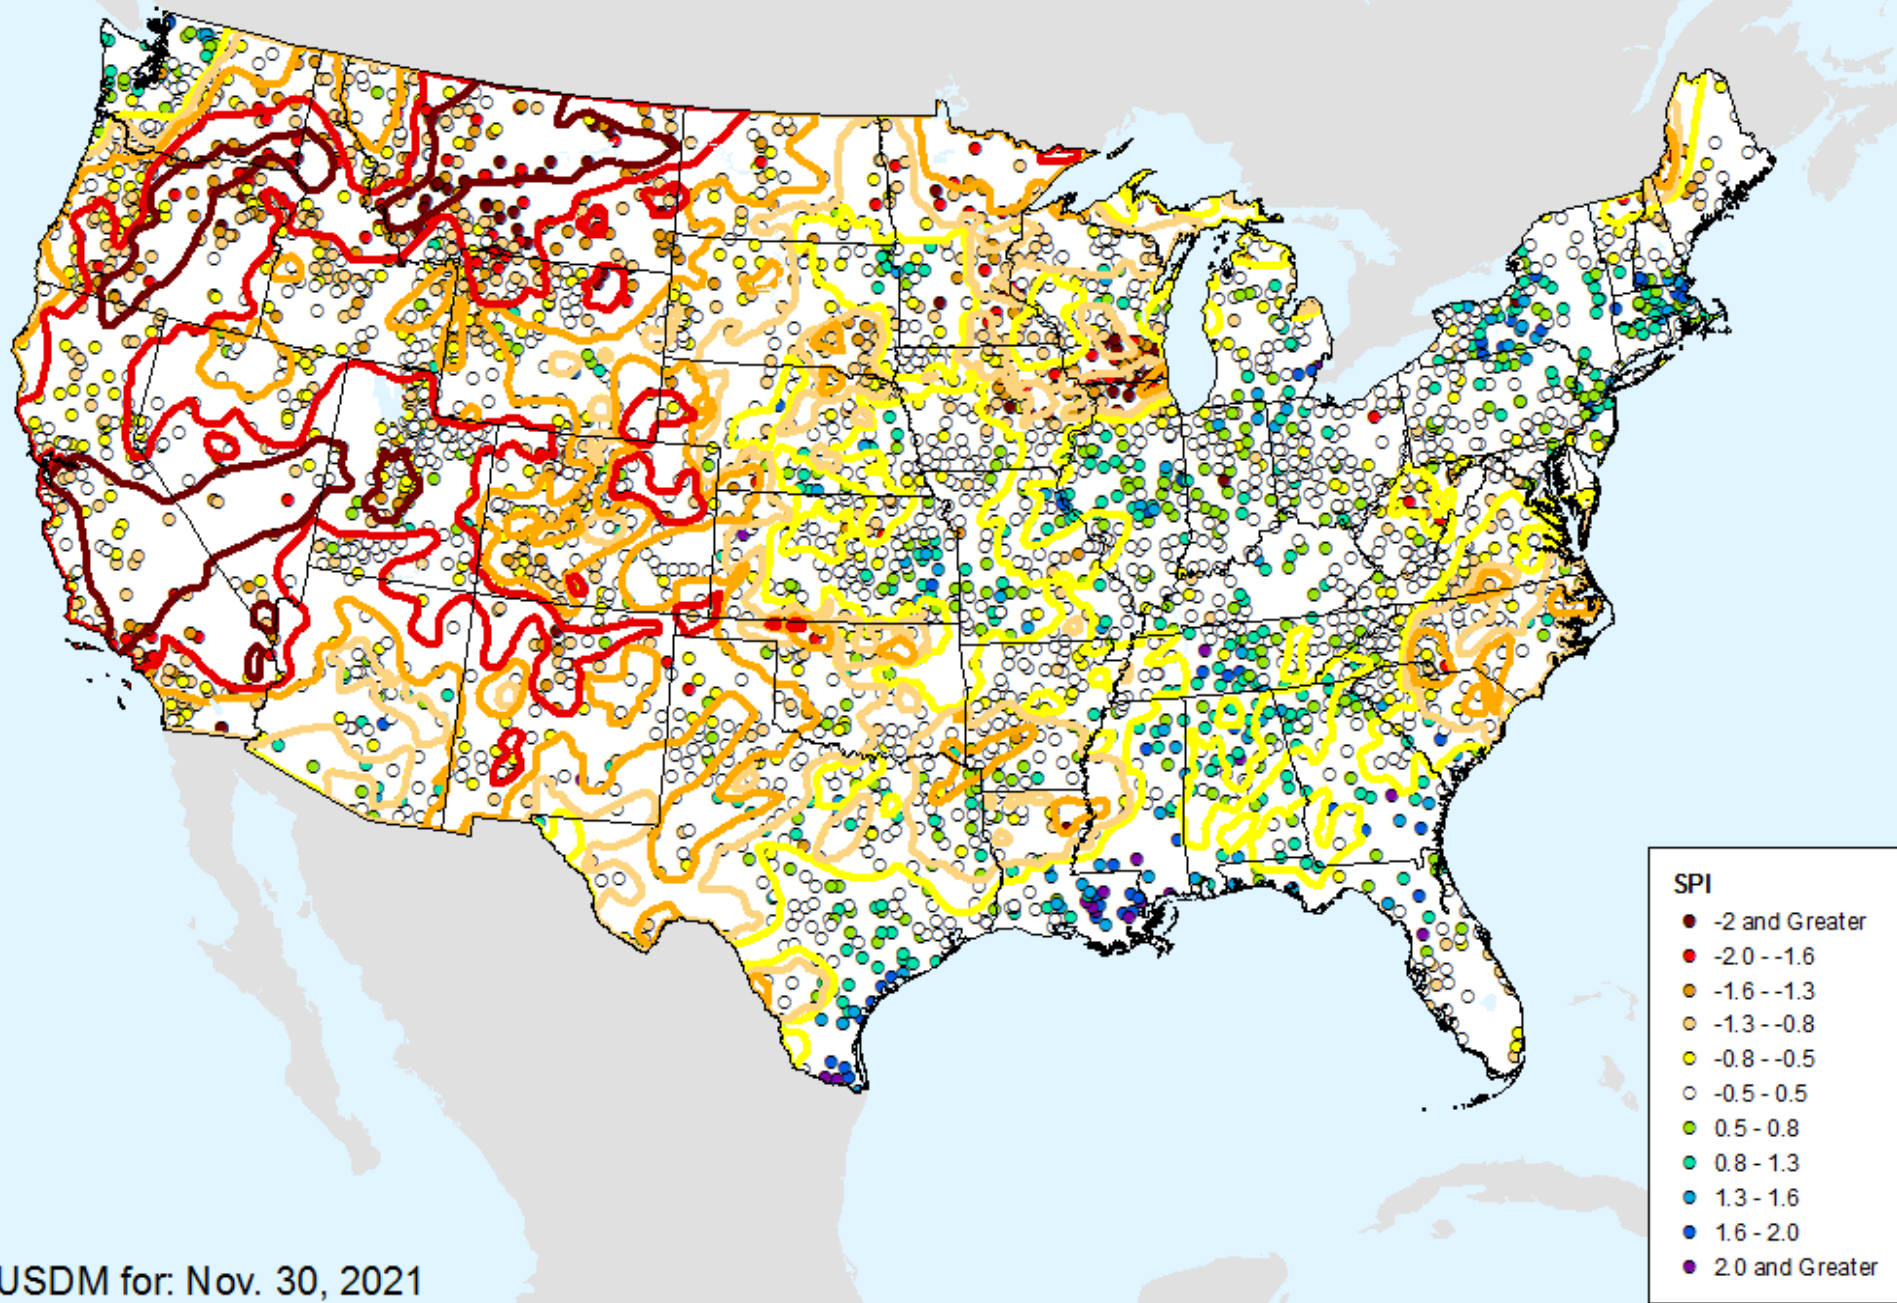 SPI
-2 and Greater
-2.0 - -1.6
-1.6 - -1.3
-1.3 - -0.8
-0.8 - -0.5
-0.5 - 0.5
0.5 - 0.8
0.8 - 1.3
1.3 - 1.6
1.6 - 2.0
2.0 and Greater
USDM for: Nov. 30, 2021